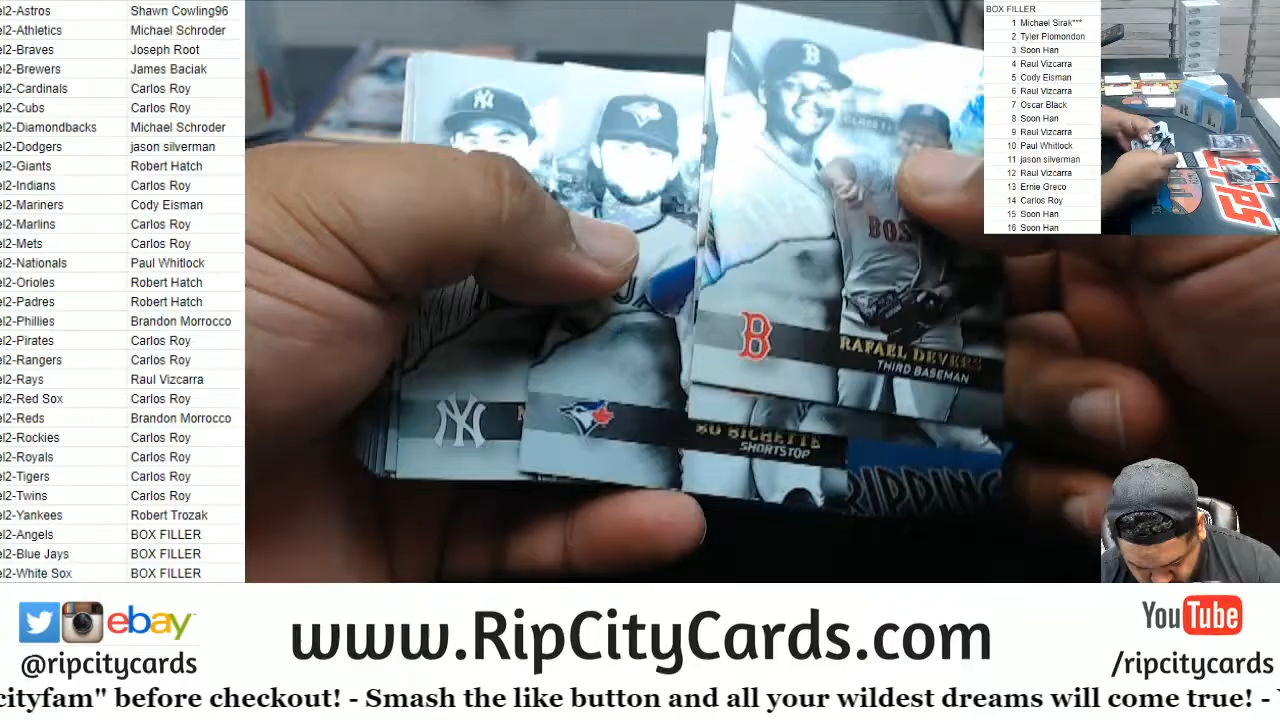 el2-Astros Shawn Cowling96
el2-Athletics Michael Schroder
el2-Braves Joseph Root
el2-Brewers James Baciak
el2-Cardinals Carlos Roy
el2-Cubs Carlos Roy
el2-Diamondbacks Michael Schroder
el2-Dodgers jason silverman
el2-Giants Robert Hatch
el2-Indians Carlos Roy
el2-Mariners Cody Eisman
el2-Marlins Carlos Roy
el2-Mets Carlos Roy
el2-Nationals Paul Whitlock
el2-Orioles Robert Hatch
el2-Padres Robert Hatch
el2-Phillies Brandon Morrocco
el2-Pirates Carlos Roy
el2-Rangers Carlos Roy
el2-Rays Raul Vizcarra
el2-Red Sox Carlos Roy
el2-Reds Brandon Morrocco
el2-Rockies Carlos Roy
el2-Royals Carlos Roy
el2-Tigers Carlos Roy
el2-Twins Carlos Roy
el2-Yankees Robert Trozak
el2-Angels BOX FILLER
el2-Blue Jays BOX FILLER
el2-White Sox BOX FILLER
B
BOS
B
RAFAEL DEVERS
THIRD BASEMAN
NY
NY
BO BICHETTE
SHORTSTOP
RIPPING
BOX FILLER
1 Michael Sirak***
2 Tyler Plomondon
3 Soon Han
4 Raul Vizcarra
5 Cody Eisman
6 Raul Vizcarra
7 Oscar Black
8 Soon Han
9 Raul Vizcarra
10 Paul Whitlock
11 jason silverman
12 Raul Vizcarra
13 Ernie Greco
14 Carlos Roy
15 Soon Han
16 Soon Han
R L
ebay
@ripcitycards
www.RipCityCards.com
YouTube
/ripcitycards
cityfam" before checkout! - Smash the like button and all your wildest dreams will come true! -